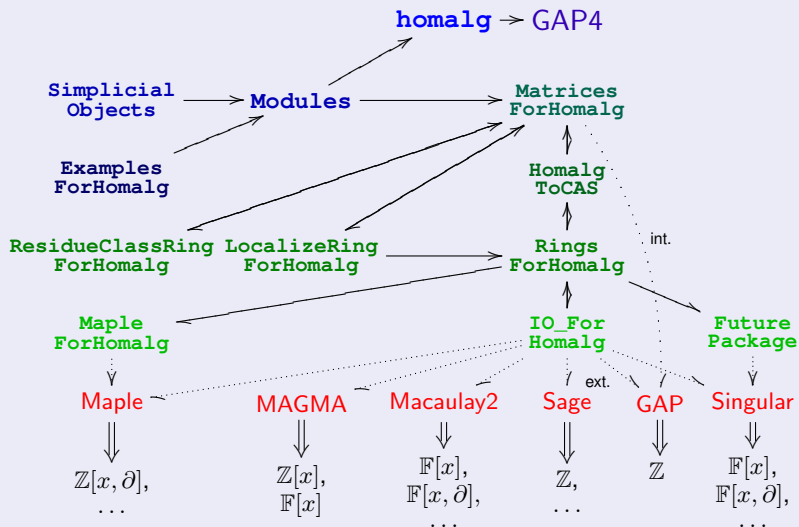 homalg GAP4
Simplicial
Objects
Modules
Matrices
ForHomalg
Examples
ForHomalg
Homalg
ToCAS
ResidueClassRing
ForHomalg
LocalizeRing
ForHomalg
Rings
ForHomalg
int.
Maple
ForHomalg
IO_For
Homalg
Future
Package
ext.
Maple MAGMA Macaulay2 Sage GAP Singular
ℤ[x, ∂],
...
ℤ[x],
𝔽[x]
𝔽[x],
𝔽[x, ∂],
...
ℤ,
...
ℤ
𝔽[x],
𝔽[x, ∂],
...